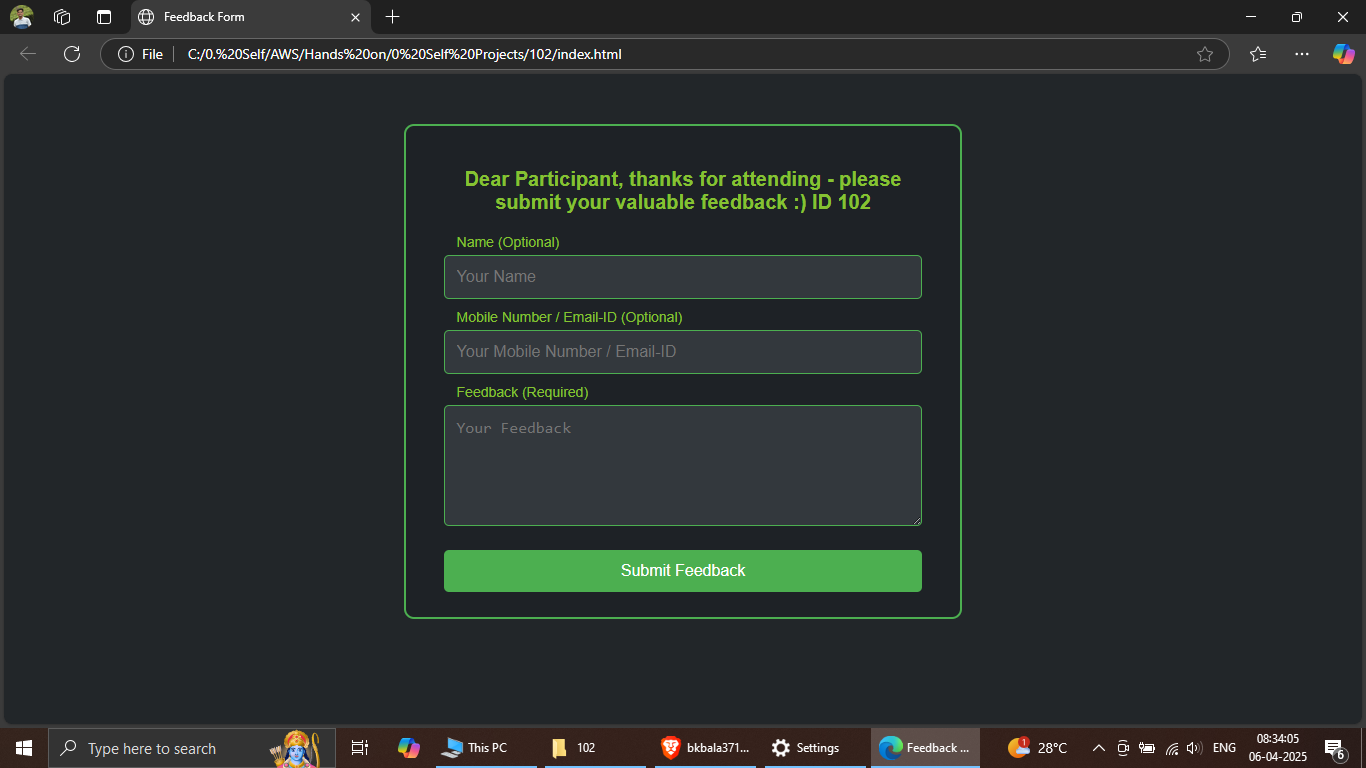 Feedback Form
File
C:/0.%20Self/AWS/Hands%20on/0%20Self%20Projects/102/index.html
Dear Participant, thanks for attending - please
submit your valuable feedback :) ID 102
Name (Optional)
Your Name
Mobile Number / Email-ID (Optional)
Your Mobile Number / Email-ID
Feedback (Required)
Your Feedback
Submit Feedback
Type here to search
This PC
102
bkbala371...
Settings
Feedback ...
1
28°C
ENG
08:34:05
06-04-2025
6